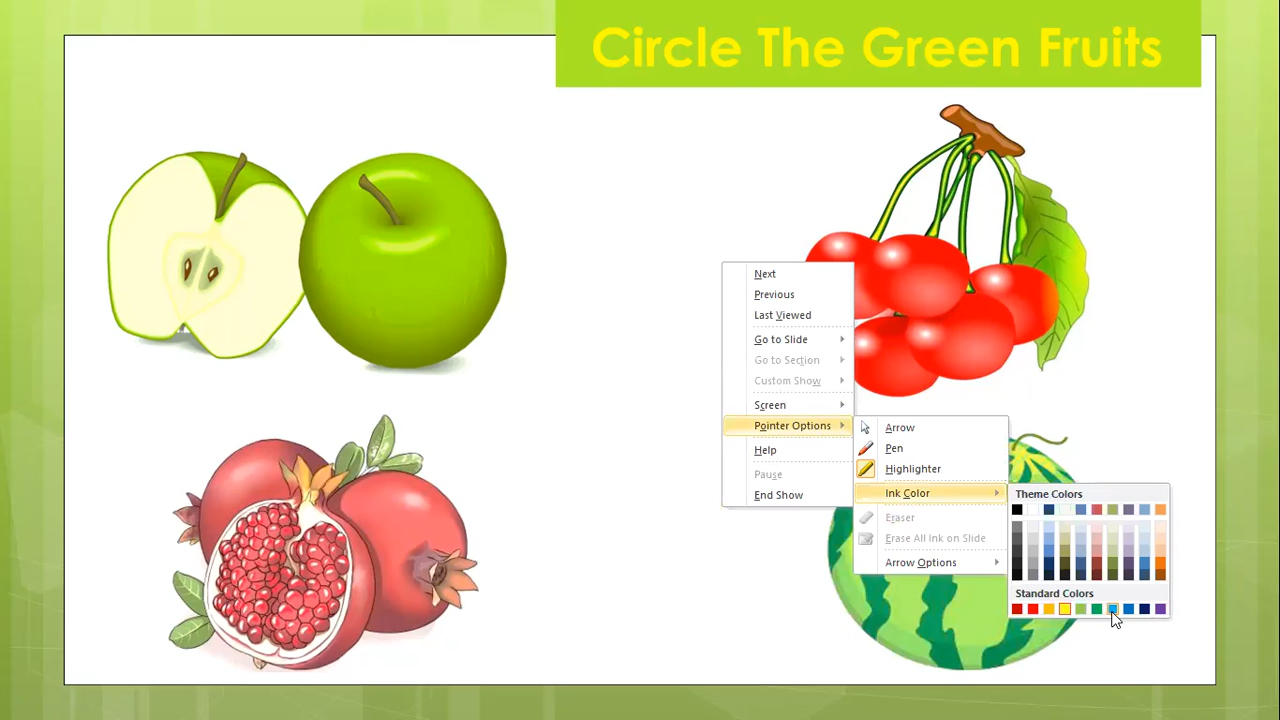 Circle The Green Fruits
Next
Previous
Last Viewed
Go to Slide
Go to Section
Custom Show
Screen
Pointer Options
Help
Pause
End Show
Arrow
Pen
Highlighter
Ink Color
Eraser
Erase All Ink on Slide
Arrow Options
Theme Colors
Standard Colors